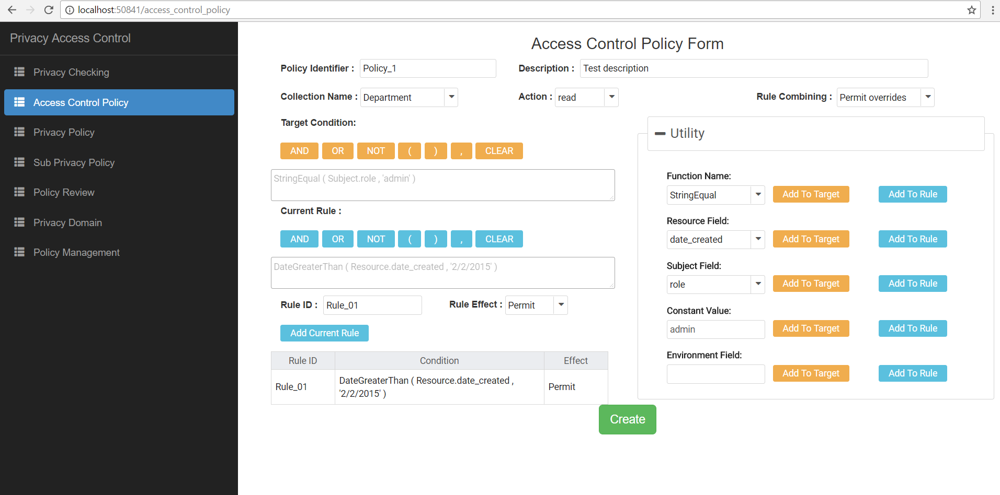 localhost:50841/access_control_policy
Privacy Access Control
Privacy Checking
Access Control Policy
Privacy Policy
Sub Privacy Policy
Policy Review
Privacy Domain
Policy Management
Access Control Policy Form
Policy Identifier : Policy_1 Description : Test description
Collection Name : Department Action : read Rule Combining : Permit overrides
Target Condition:
AND OR NOT ( ) , CLEAR
StringEqual ( Subject.role , 'admin' )
Current Rule :
AND OR NOT ( ) , CLEAR
DateGreaterThan ( Resource.date_created , '2/2/2015' )
Rule ID : Rule_01 Rule Effect : Permit
Add Current Rule
Rule ID Condition Effect
Rule_01 DateGreaterThan ( Resource.date_created , Permit
'2/2/2015' )
Utility
Function Name:
StringEqual Add To Target Add To Rule
Resource Field:
date_created Add To Target Add To Rule
Subject Field:
role Add To Target Add To Rule
Constant Value:
admin Add To Target Add To Rule
Environment Field:
Add To Target Add To Rule
Create